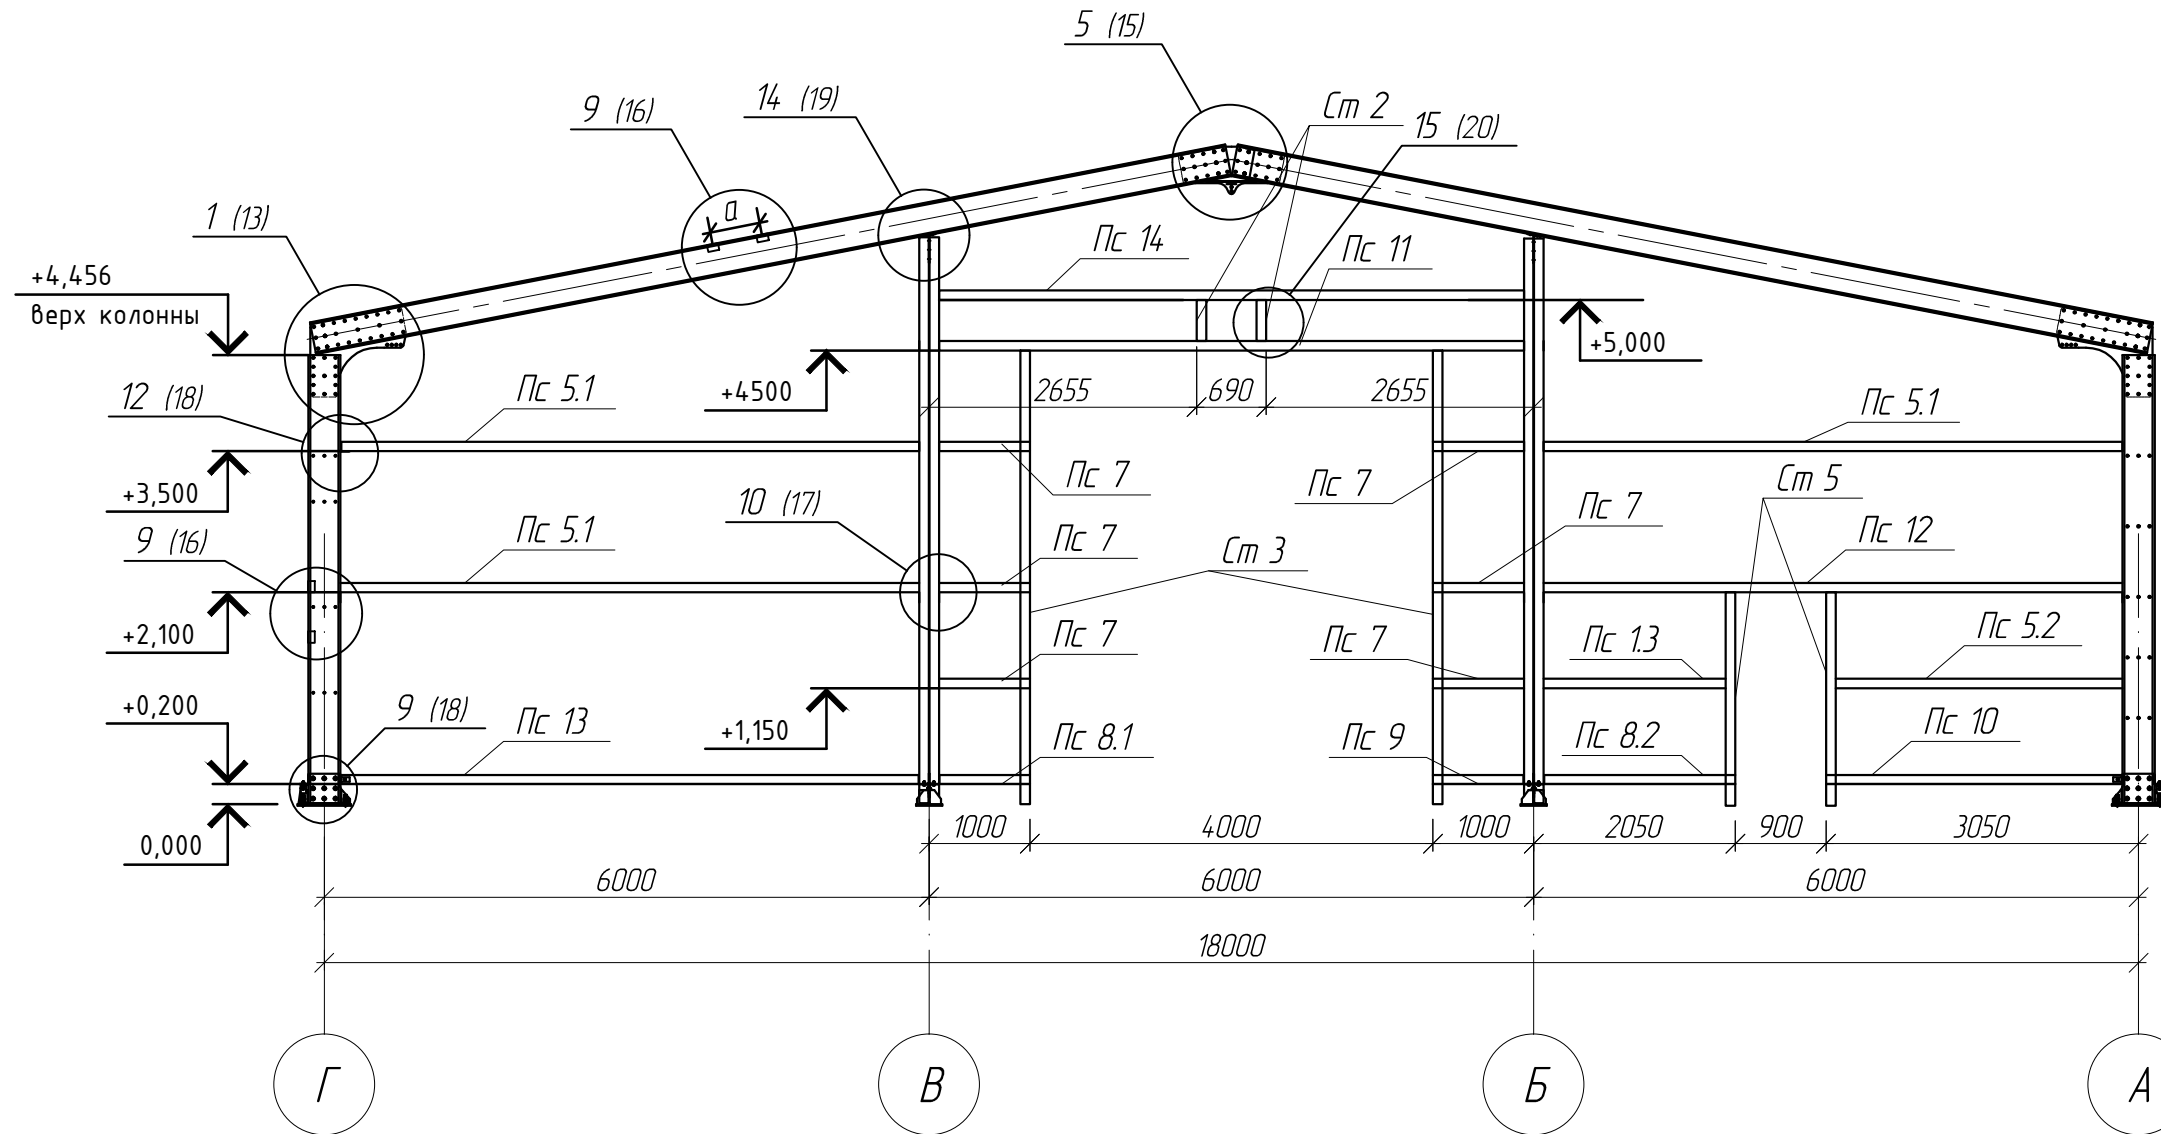 5 (15)
9 (16)
14 (19)
Ст 2
15 (20)
1 (13)
а
Пс 14
Пс 11
+4,456
верх колонны
+5,000
12 (18)
Пс 5.1
+4500
2655
690
2655
Пс 5.1
+3,500
10 (17)
Пс 7
Пс 7
Ст 5
9 (16)
Пс 5.1
Пс 7
Ст 3
Пс 7
Пс 12
+2,100
Пс 7
Пс 7
Пс 1.3
Пс 5.2
+0,200
9 (18)
Пс 13
+1,150
Пс 8.1
Пс 9
Пс 8.2
Пс 10
0,000
1000
4000
1000
2050
900
3050
6000
6000
6000
18000
Г
В
Б
А